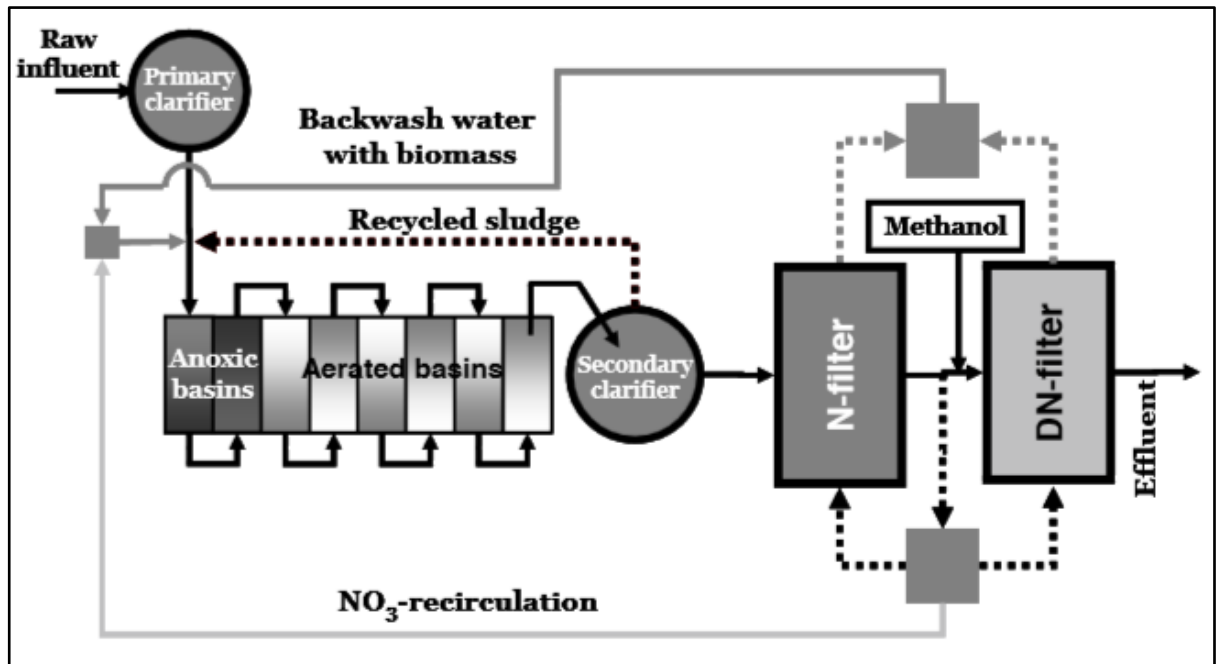 Raw
influent
Primary
clarifier
Backwash water
with biomass
Recycled sludge
Methanol
Anoxic
basins
Aerated basins
Secondary
clarifier
N-filter
DN-filter
Effluent
NO₃-recirculation